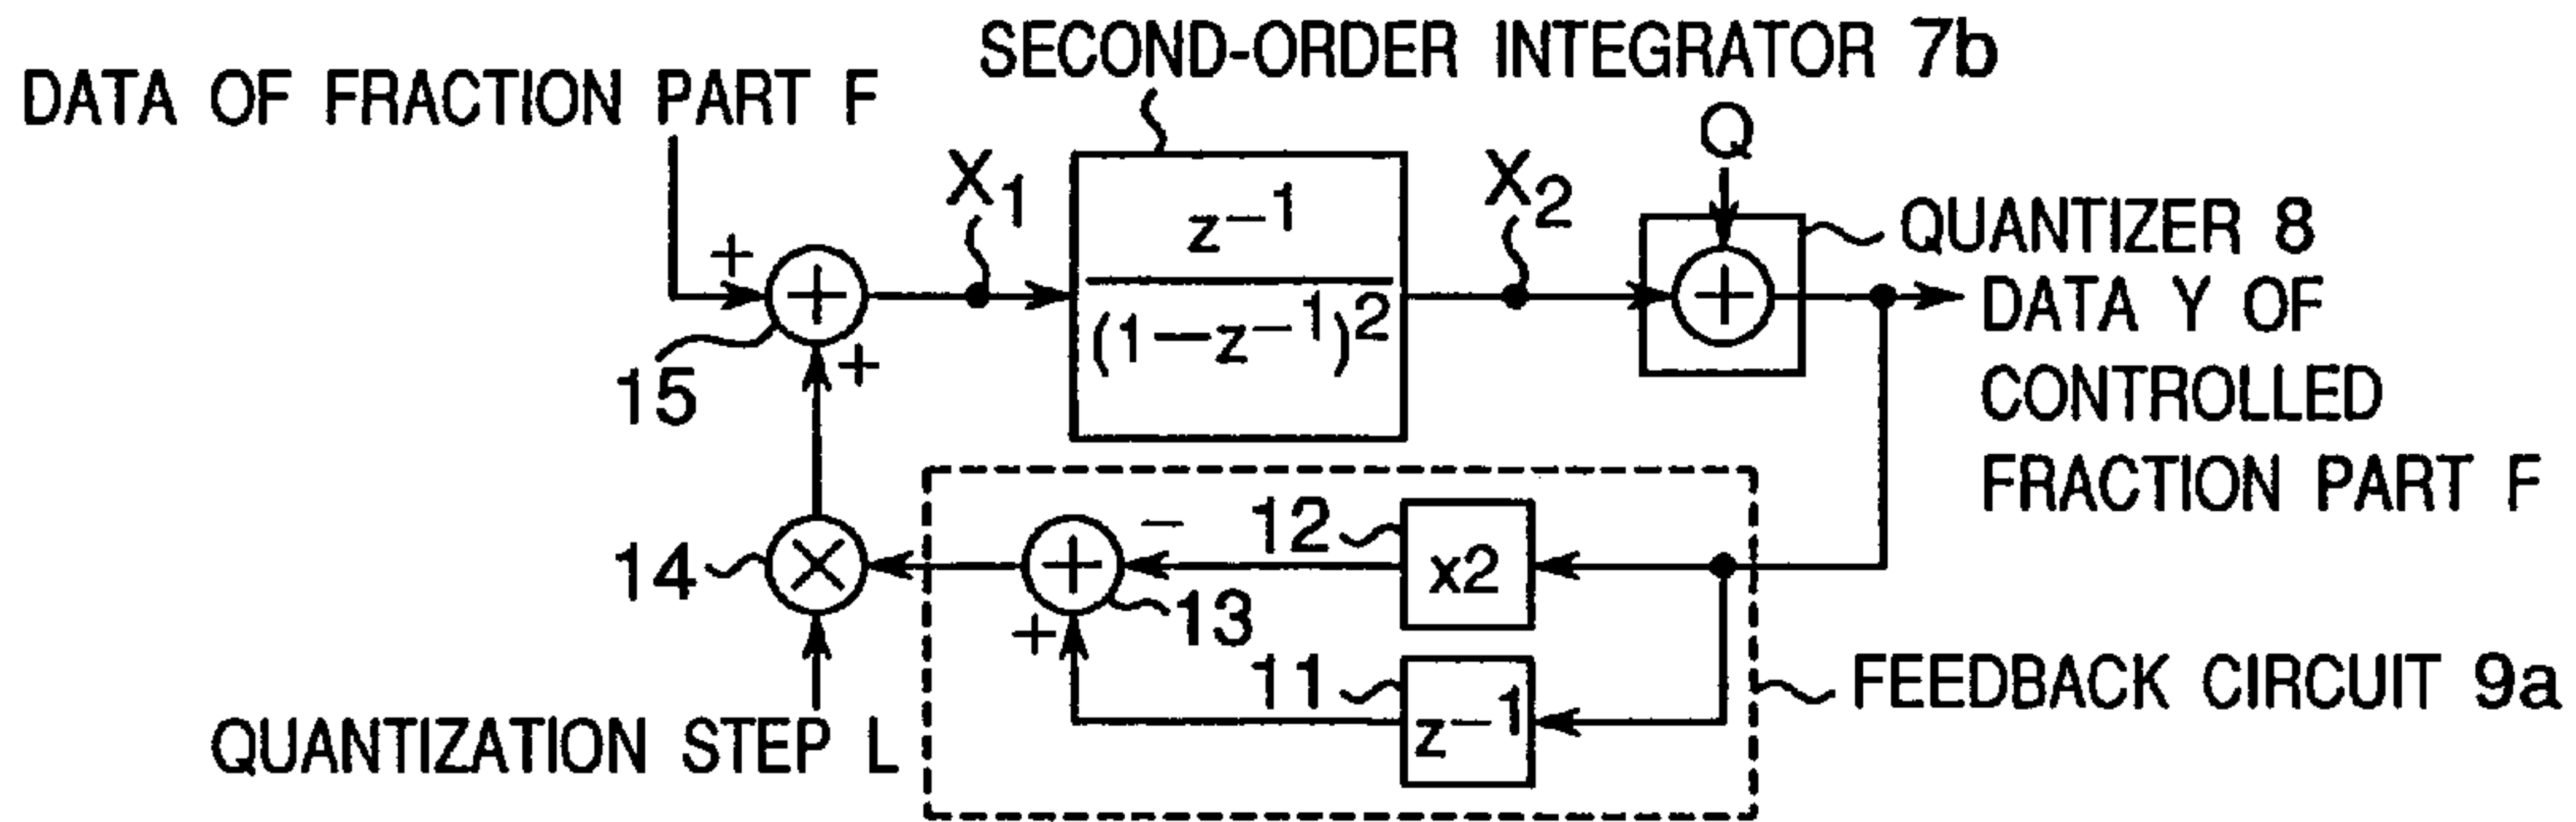 SECOND-ORDER INTEGRATOR 7b
DATA OF FRACTION PART F
X1
z−1
(1−z−1)2
X2
Q
QUANTIZER 8
+
+
+
+
15
DATA Y OF
CONTROLLED
FRACTION PART F
14
×
+
−
+
13
12
x2
11
z−1
FEEDBACK CIRCUIT 9a
QUANTIZATION STEP L